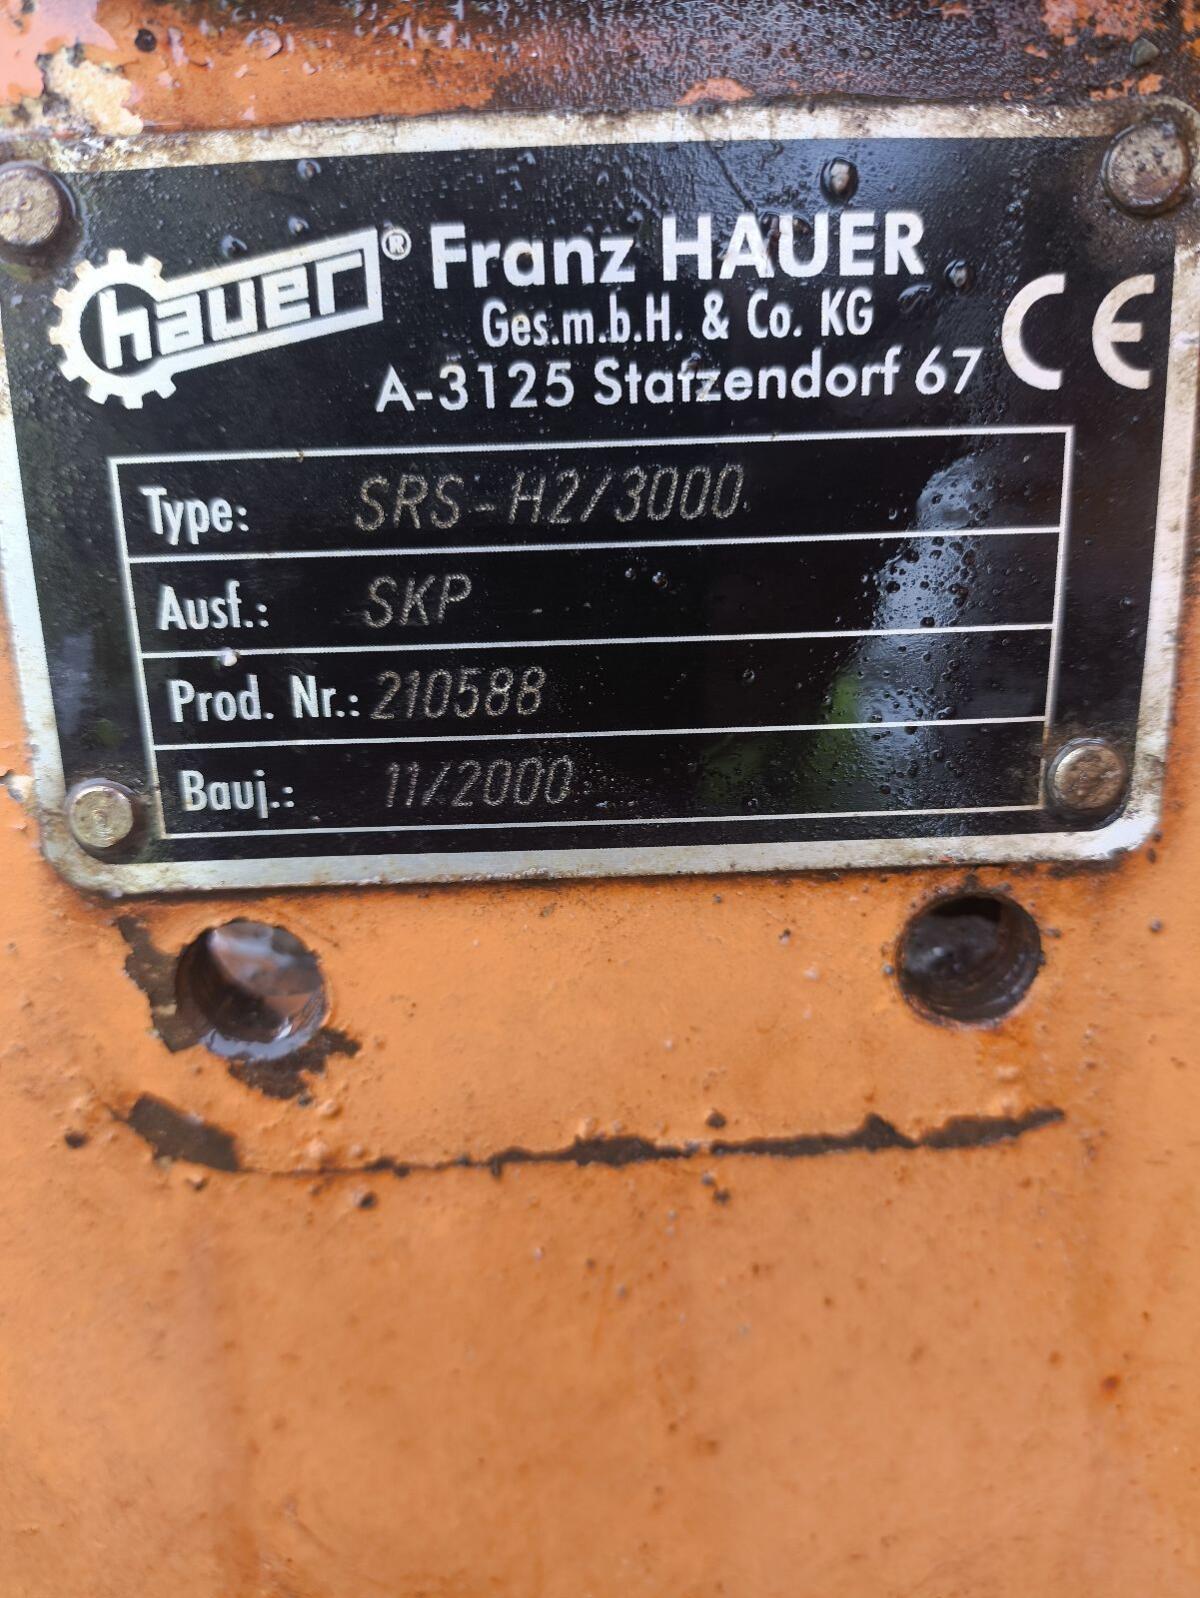 hauer® Franz HAUER
Ges.m.b.H. & Co. KG
A-3125 Statzendorf 67
CE
Type: SRS-H2/3000
Ausf.: SKP
Prod. Nr.: 210588
Bauj.: 11/2000